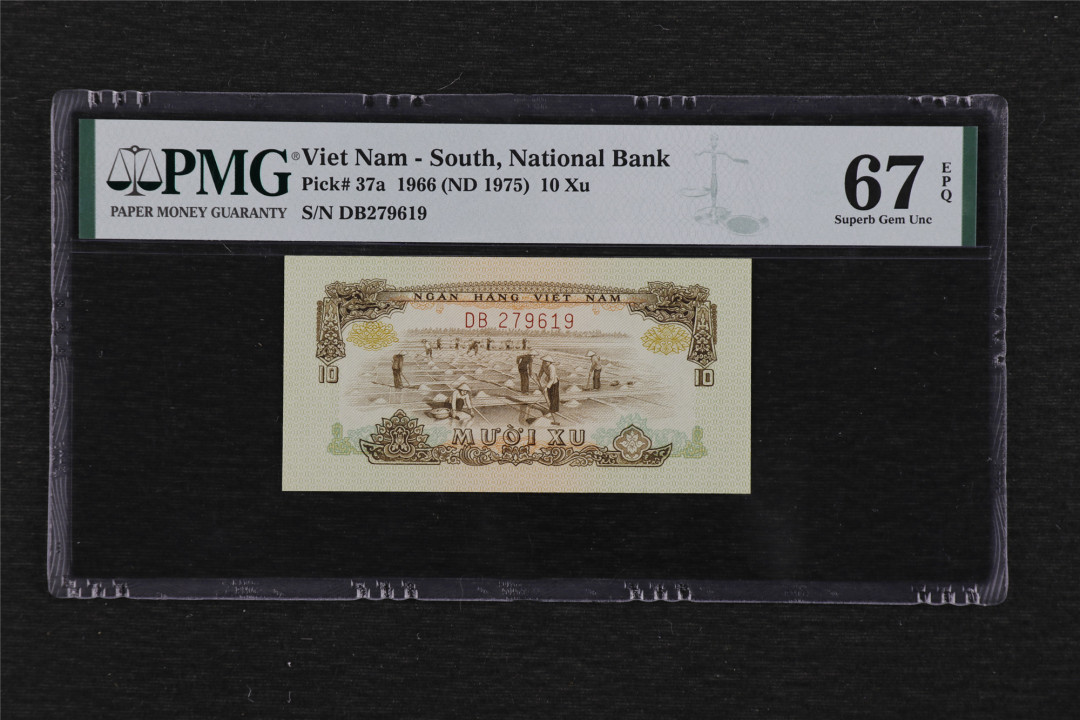 PMG®
PAPER MONEY GUARANTY
Viet Nam - South, National Bank
Pick# 37a 1966 (ND 1975) 10 Xu
S/N DB279619
67
EPQ
Superb Gem Unc
NGÂN HÀNG VIỆT NAM
DB 279619
10
10
MƯỜI XU